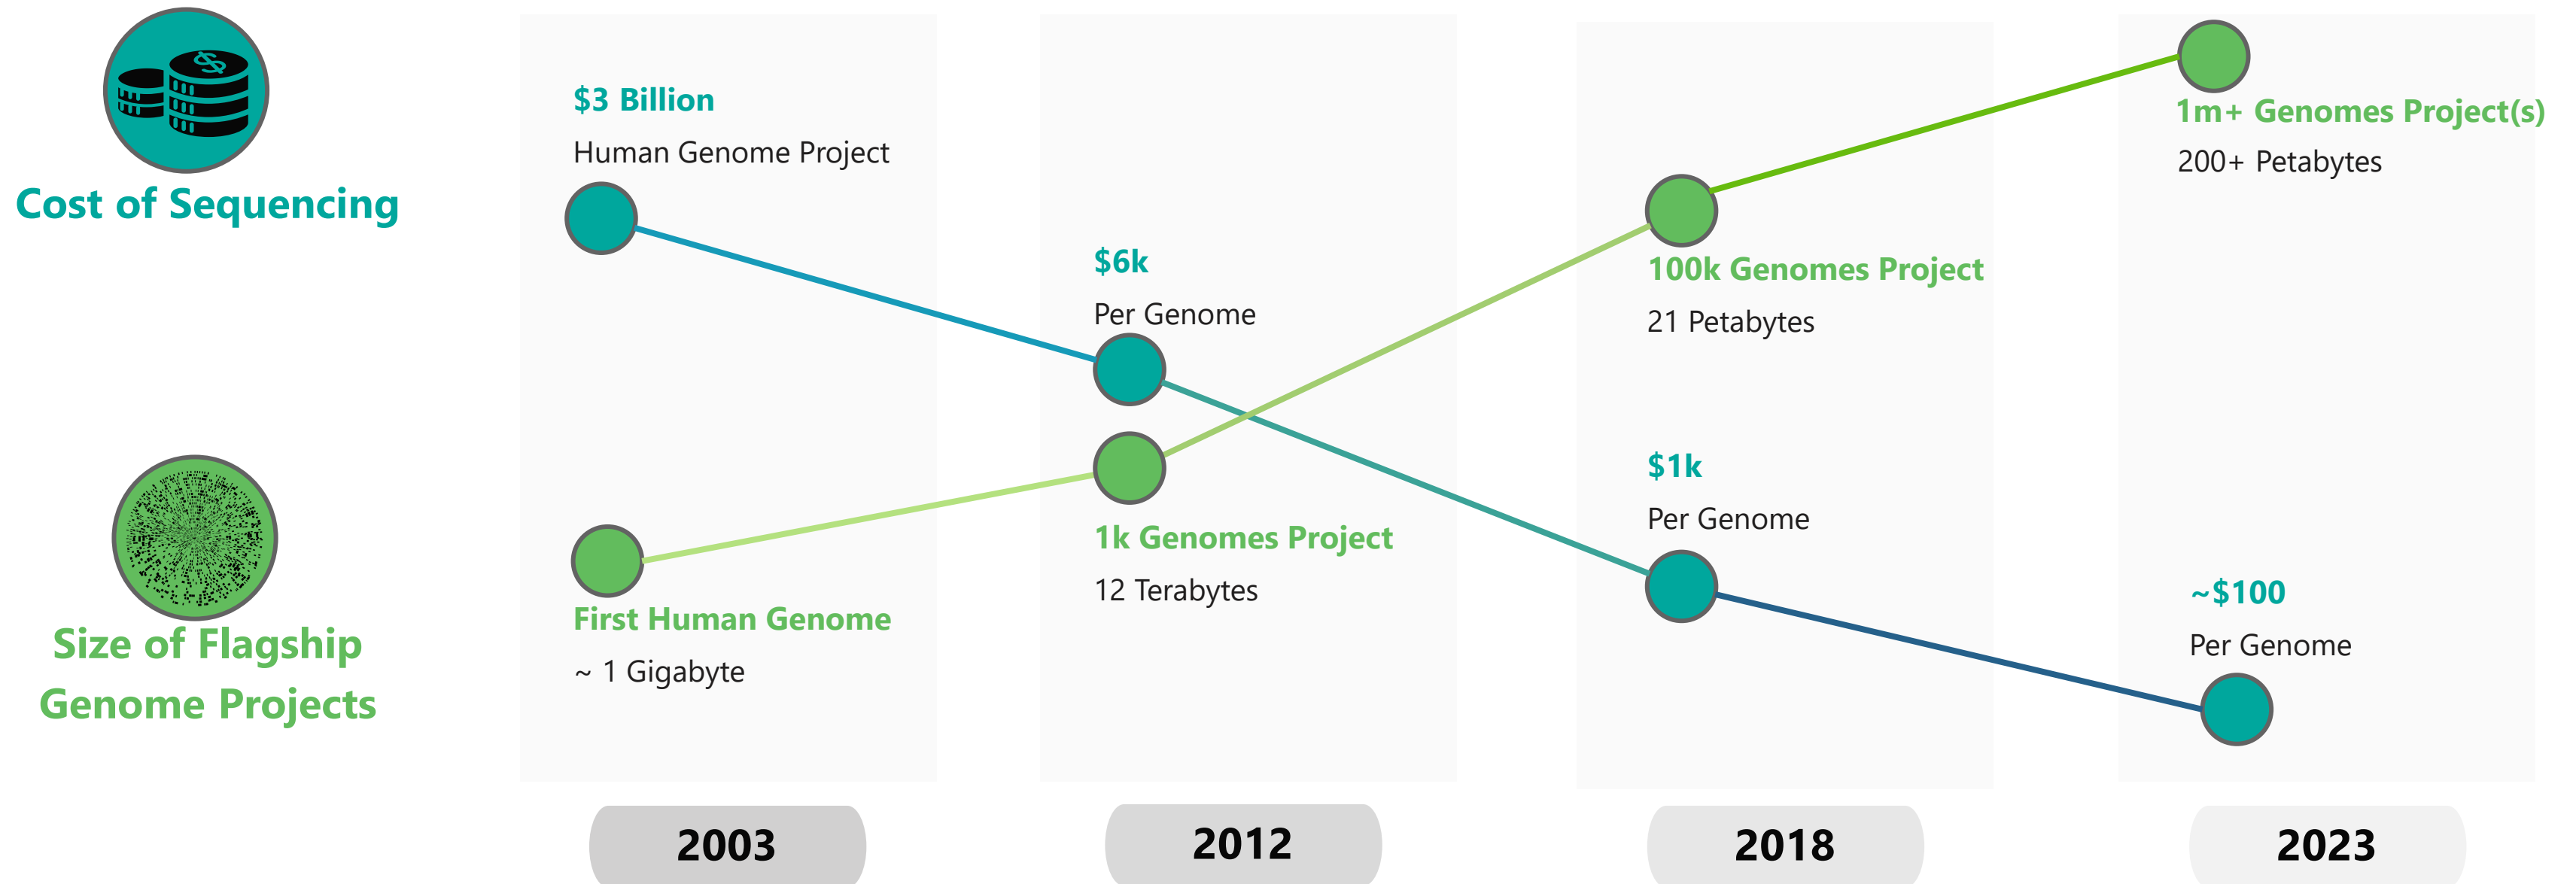 Cost of Sequencing
Size of Flagship
Genome Projects
$3 Billion
Human Genome Project
First Human Genome
~ 1 Gigabyte
$6k
Per Genome
1k Genomes Project
12 Terabytes
100k Genomes Project
21 Petabytes
$1k
Per Genome
1m+ Genomes Project(s)
200+ Petabytes
~$100
Per Genome
2003
2012
2018
2023